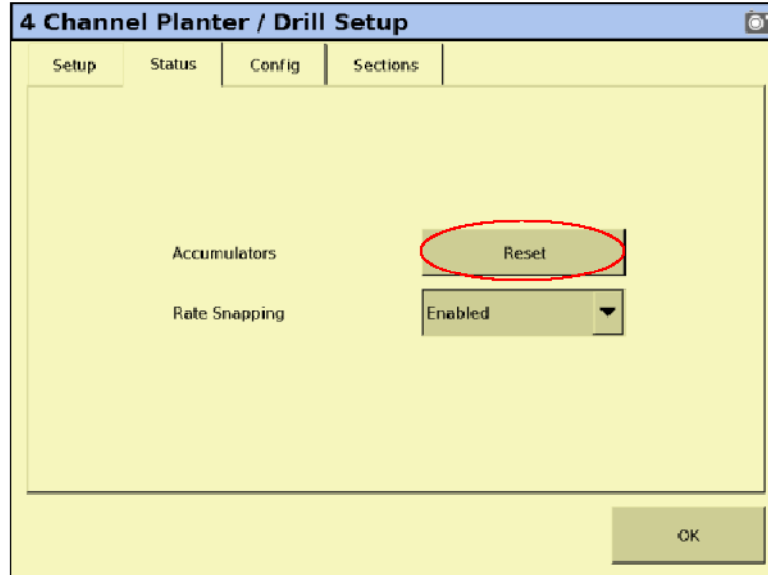 4 Channel Planter / Drill Setup
Setup Status Config Sections
Accumulators Reset
Rate Snapping Enabled
OK